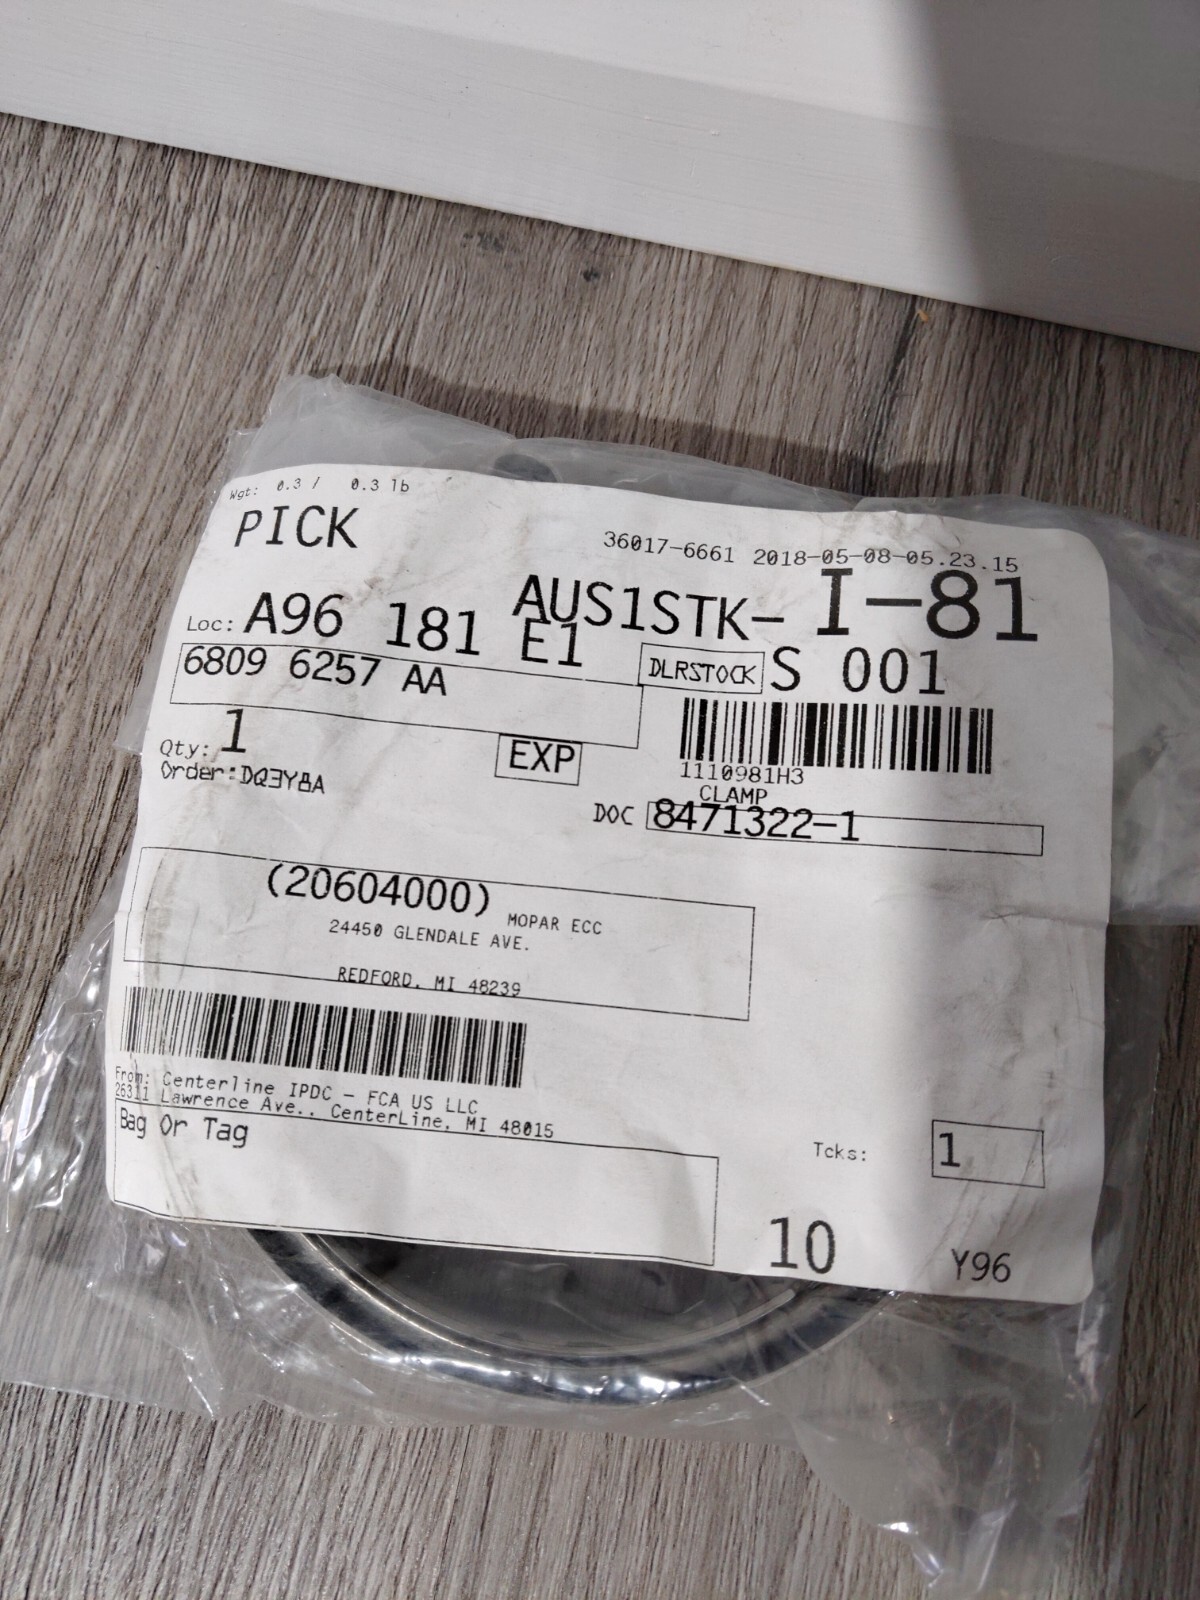 Wgt: 0.3 / 0.3 lb
PICK
36017-6661 2018-05-08-05.23.15
Loc: A96 181 E1
AUS1STK- I-81
6809 6257 AA
DLRSTOCK S 001
Qty: 1
EXP
Order:DQ3Y8A
1110981H3
CLAMP
DOC 8471322-1
(20604000) MOPAR ECC
24450 GLENDALE AVE.
REDFORD, MI 48239
From: Centerline IPDC - FCA US LLC
26311 Lawrence Ave., CenterLine, MI 48015
Bag Or Tag
Tcks: 1
10
Y96